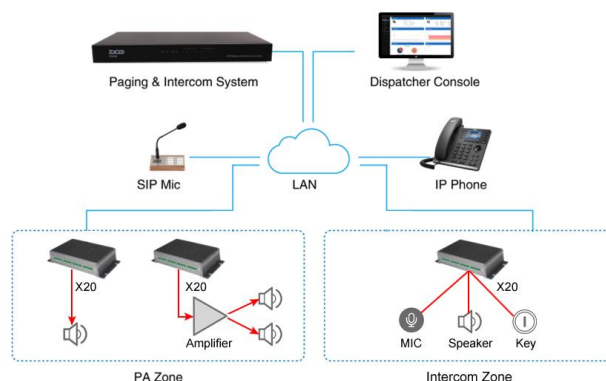 Paging & Intercom System
Dispatcher Console
SIP Mic
LAN
IP Phone
X20
X20
X20
Amplifier
MIC
Speaker
Key
PA Zone
Intercom Zone